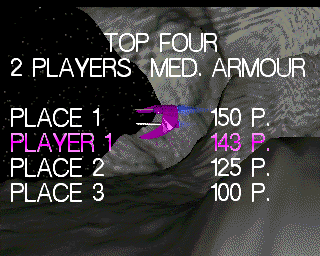 TOP FOUR
2 PLAYERS MED. ARMOUR
PLACE 1 150 P.
PLAYER 1 143 P.
PLACE 2 125 P.
PLACE 3 100 P.